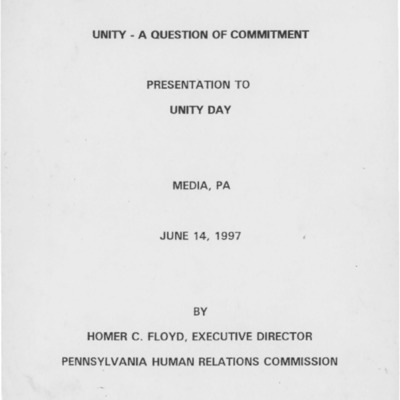 UNITY - A QUESTION OF COMMITMENT
PRESENTATION TO
UNITY DAY
MEDIA, PA
JUNE 14, 1997
BY
HOMER C. FLOYD, EXECUTIVE DIRECTOR
PENNSYLVANIA HUMAN RELATIONS COMMISSION